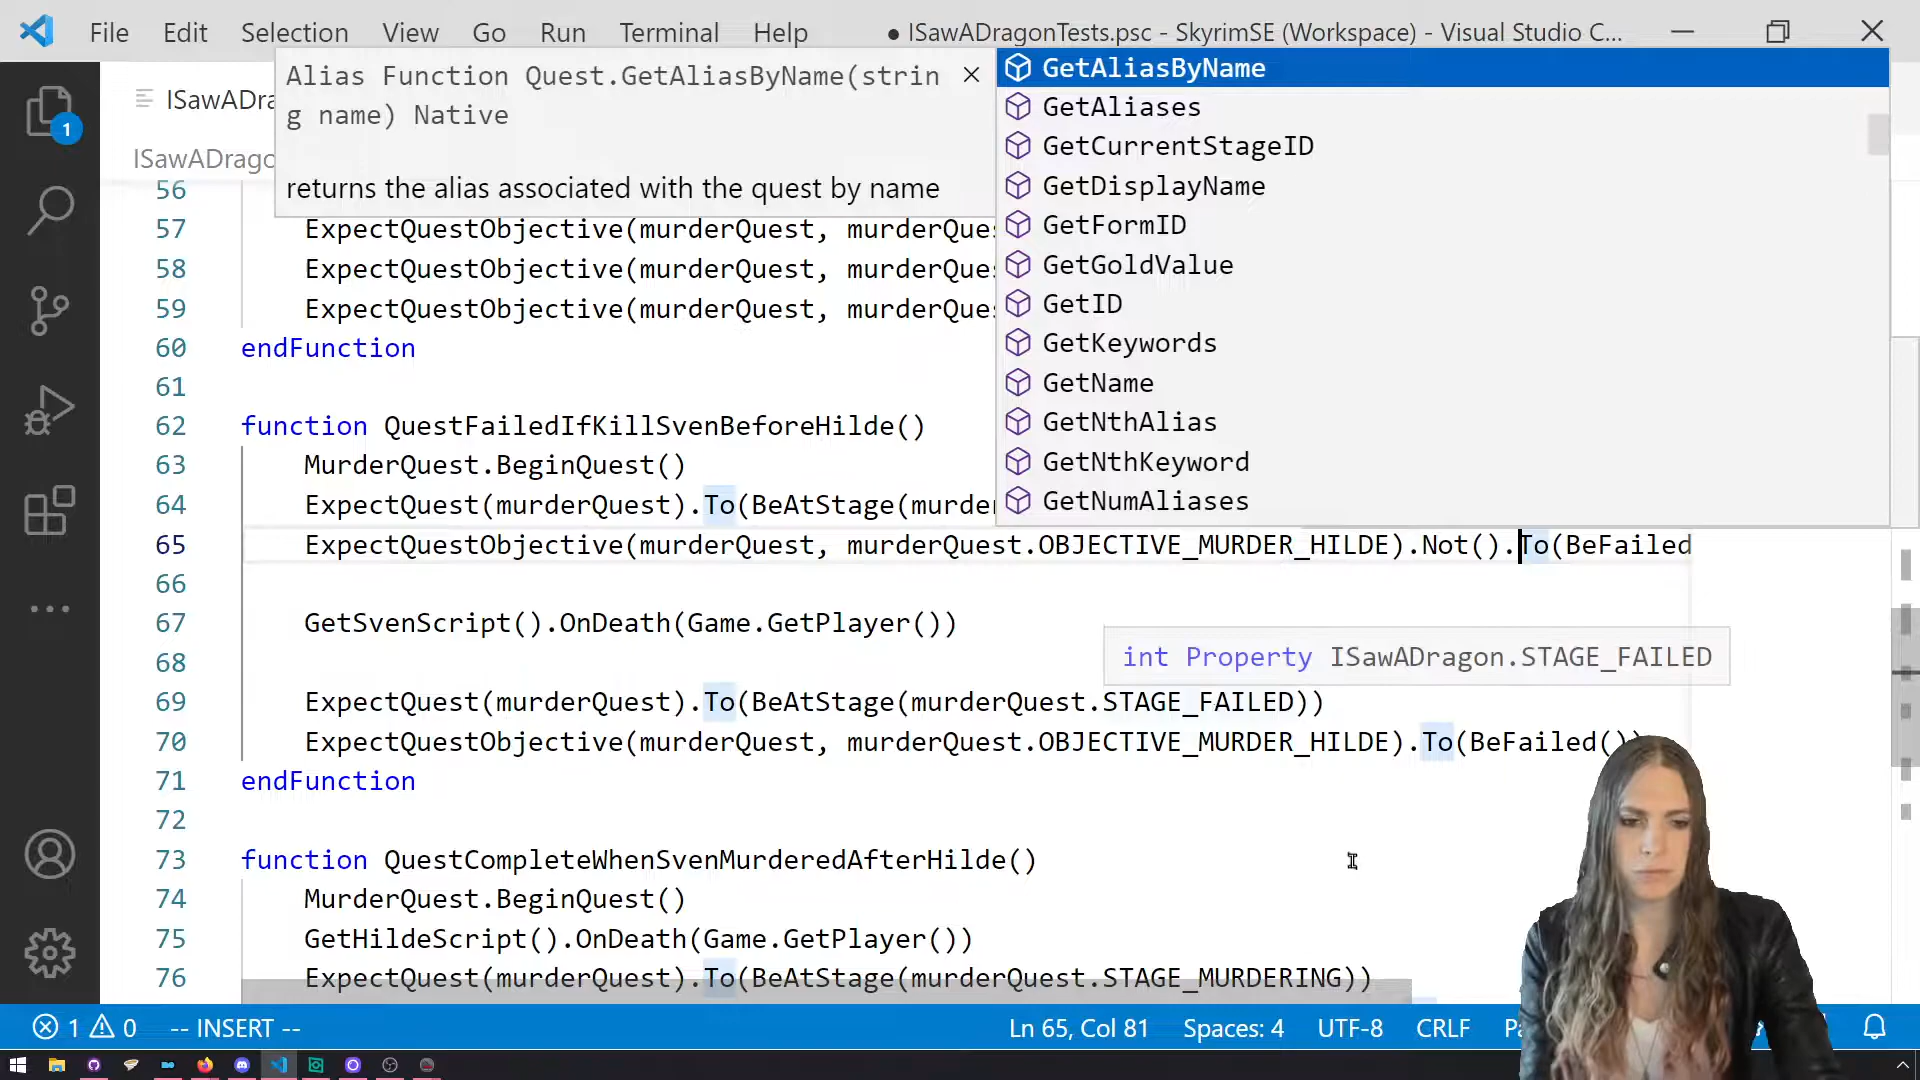 File Edit Selection View Go Run Terminal Help ● ISawADragonTests.psc - SkyrimSE (Workspace) - Visual Studio C...
1
ISawADra
Alias Function Quest.GetAliasByName(strin
g name) Native
returns the alias associated with the quest by name
GetAliasByName
GetAliases
GetCurrentStageID
GetDisplayName
GetFormID
GetGoldValue
GetID
GetKeywords
GetName
GetNthAlias
GetNthKeyword
GetNumAliases
ISawADrago
56
57 ExpectQuestObjective(murderQuest, murderQues
58 ExpectQuestObjective(murderQuest, murderQues
59 ExpectQuestObjective(murderQuest, murderQues
60 endFunction
61
62 function QuestFailedIfKillSvenBeforeHilde()
63 MurderQuest.BeginQuest()
64 ExpectQuest(murderQuest).To(BeAtStage(murder
65 ExpectQuestObjective(murderQuest, murderQuest.OBJECTIVE_MURDER_HILDE).Not().To(BeFailed
66
67 GetSvenScript().OnDeath(Game.GetPlayer())
int Property ISawADragon.STAGE_FAILED
68
69 ExpectQuest(murderQuest).To(BeAtStage(murderQuest.STAGE_FAILED))
70 ExpectQuestObjective(murderQuest, murderQuest.OBJECTIVE_MURDER_HILDE).To(BeFailed())
71 endFunction
72
73 function QuestCompleteWhenSvenMurderedAfterHilde()
74 MurderQuest.BeginQuest()
75 GetHildeScript().OnDeath(Game.GetPlayer())
76 ExpectQuest(murderQuest).To(BeAtStage(murderQuest.STAGE_MURDERING))
1 0 -- INSERT -- Ln 65, Col 81 Spaces: 4 UTF-8 CRLF Pa